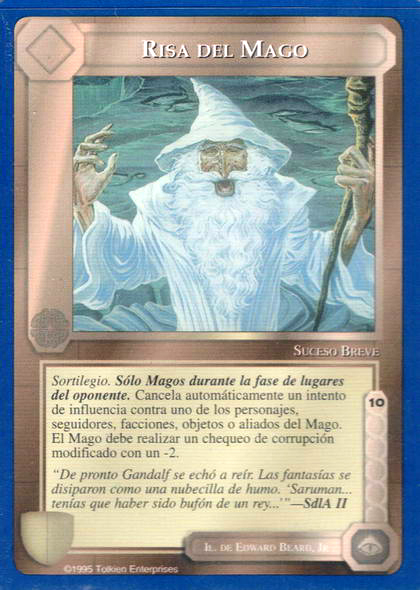 Risa del Mago
Suceso Breve
Sortilegio. Sólo Magos durante la fase de lugares
del oponente. Cancela automáticamente un intento
de influencia contra uno de los personajes,
seguidores, facciones, objetos o aliados del Mago.
El Mago debe realizar un chequeo de corrupción
modificado con un -2.
10
“De pronto Gandalf se echó a reír. Las fantasías se
disiparon como una nubecilla de humo. ‘Saruman...
tenías que haber sido bufón de un rey...’”—SdlA II
Il. de Edward Beard, Jr.
©1995 Tolkien Enterprises